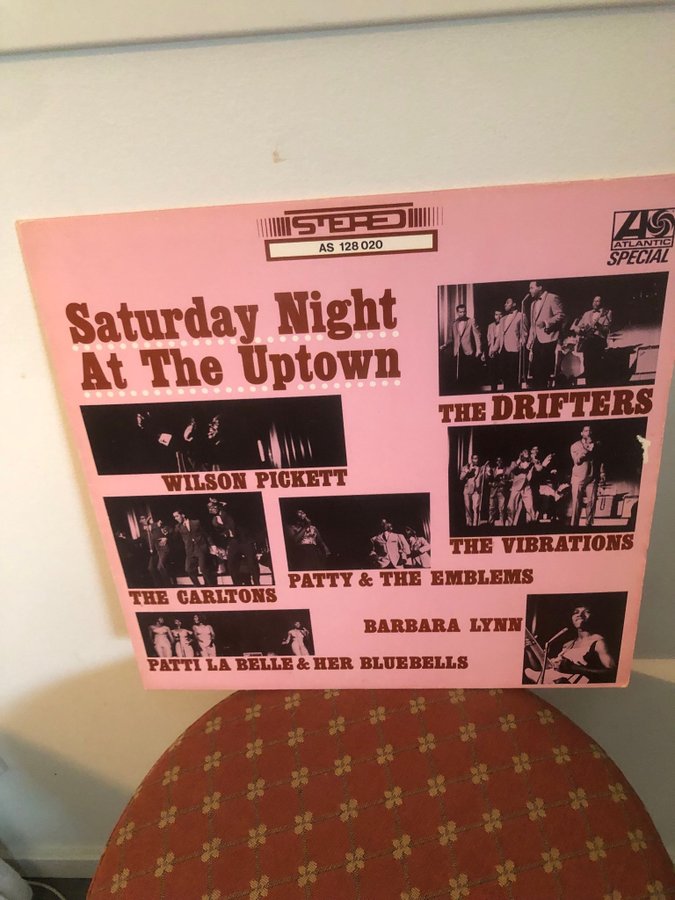 STEREO
AS 128 020
ATLANTIC
SPECIAL
Saturday Night
At The Uptown
THE DRIFTERS
WILSON PICKETT
THE VIBRATIONS
PATTY & THE EMBLEMS
THE CARLTONS
BARBARA LYNN
PATTI LA BELLE & HER BLUEBELLS